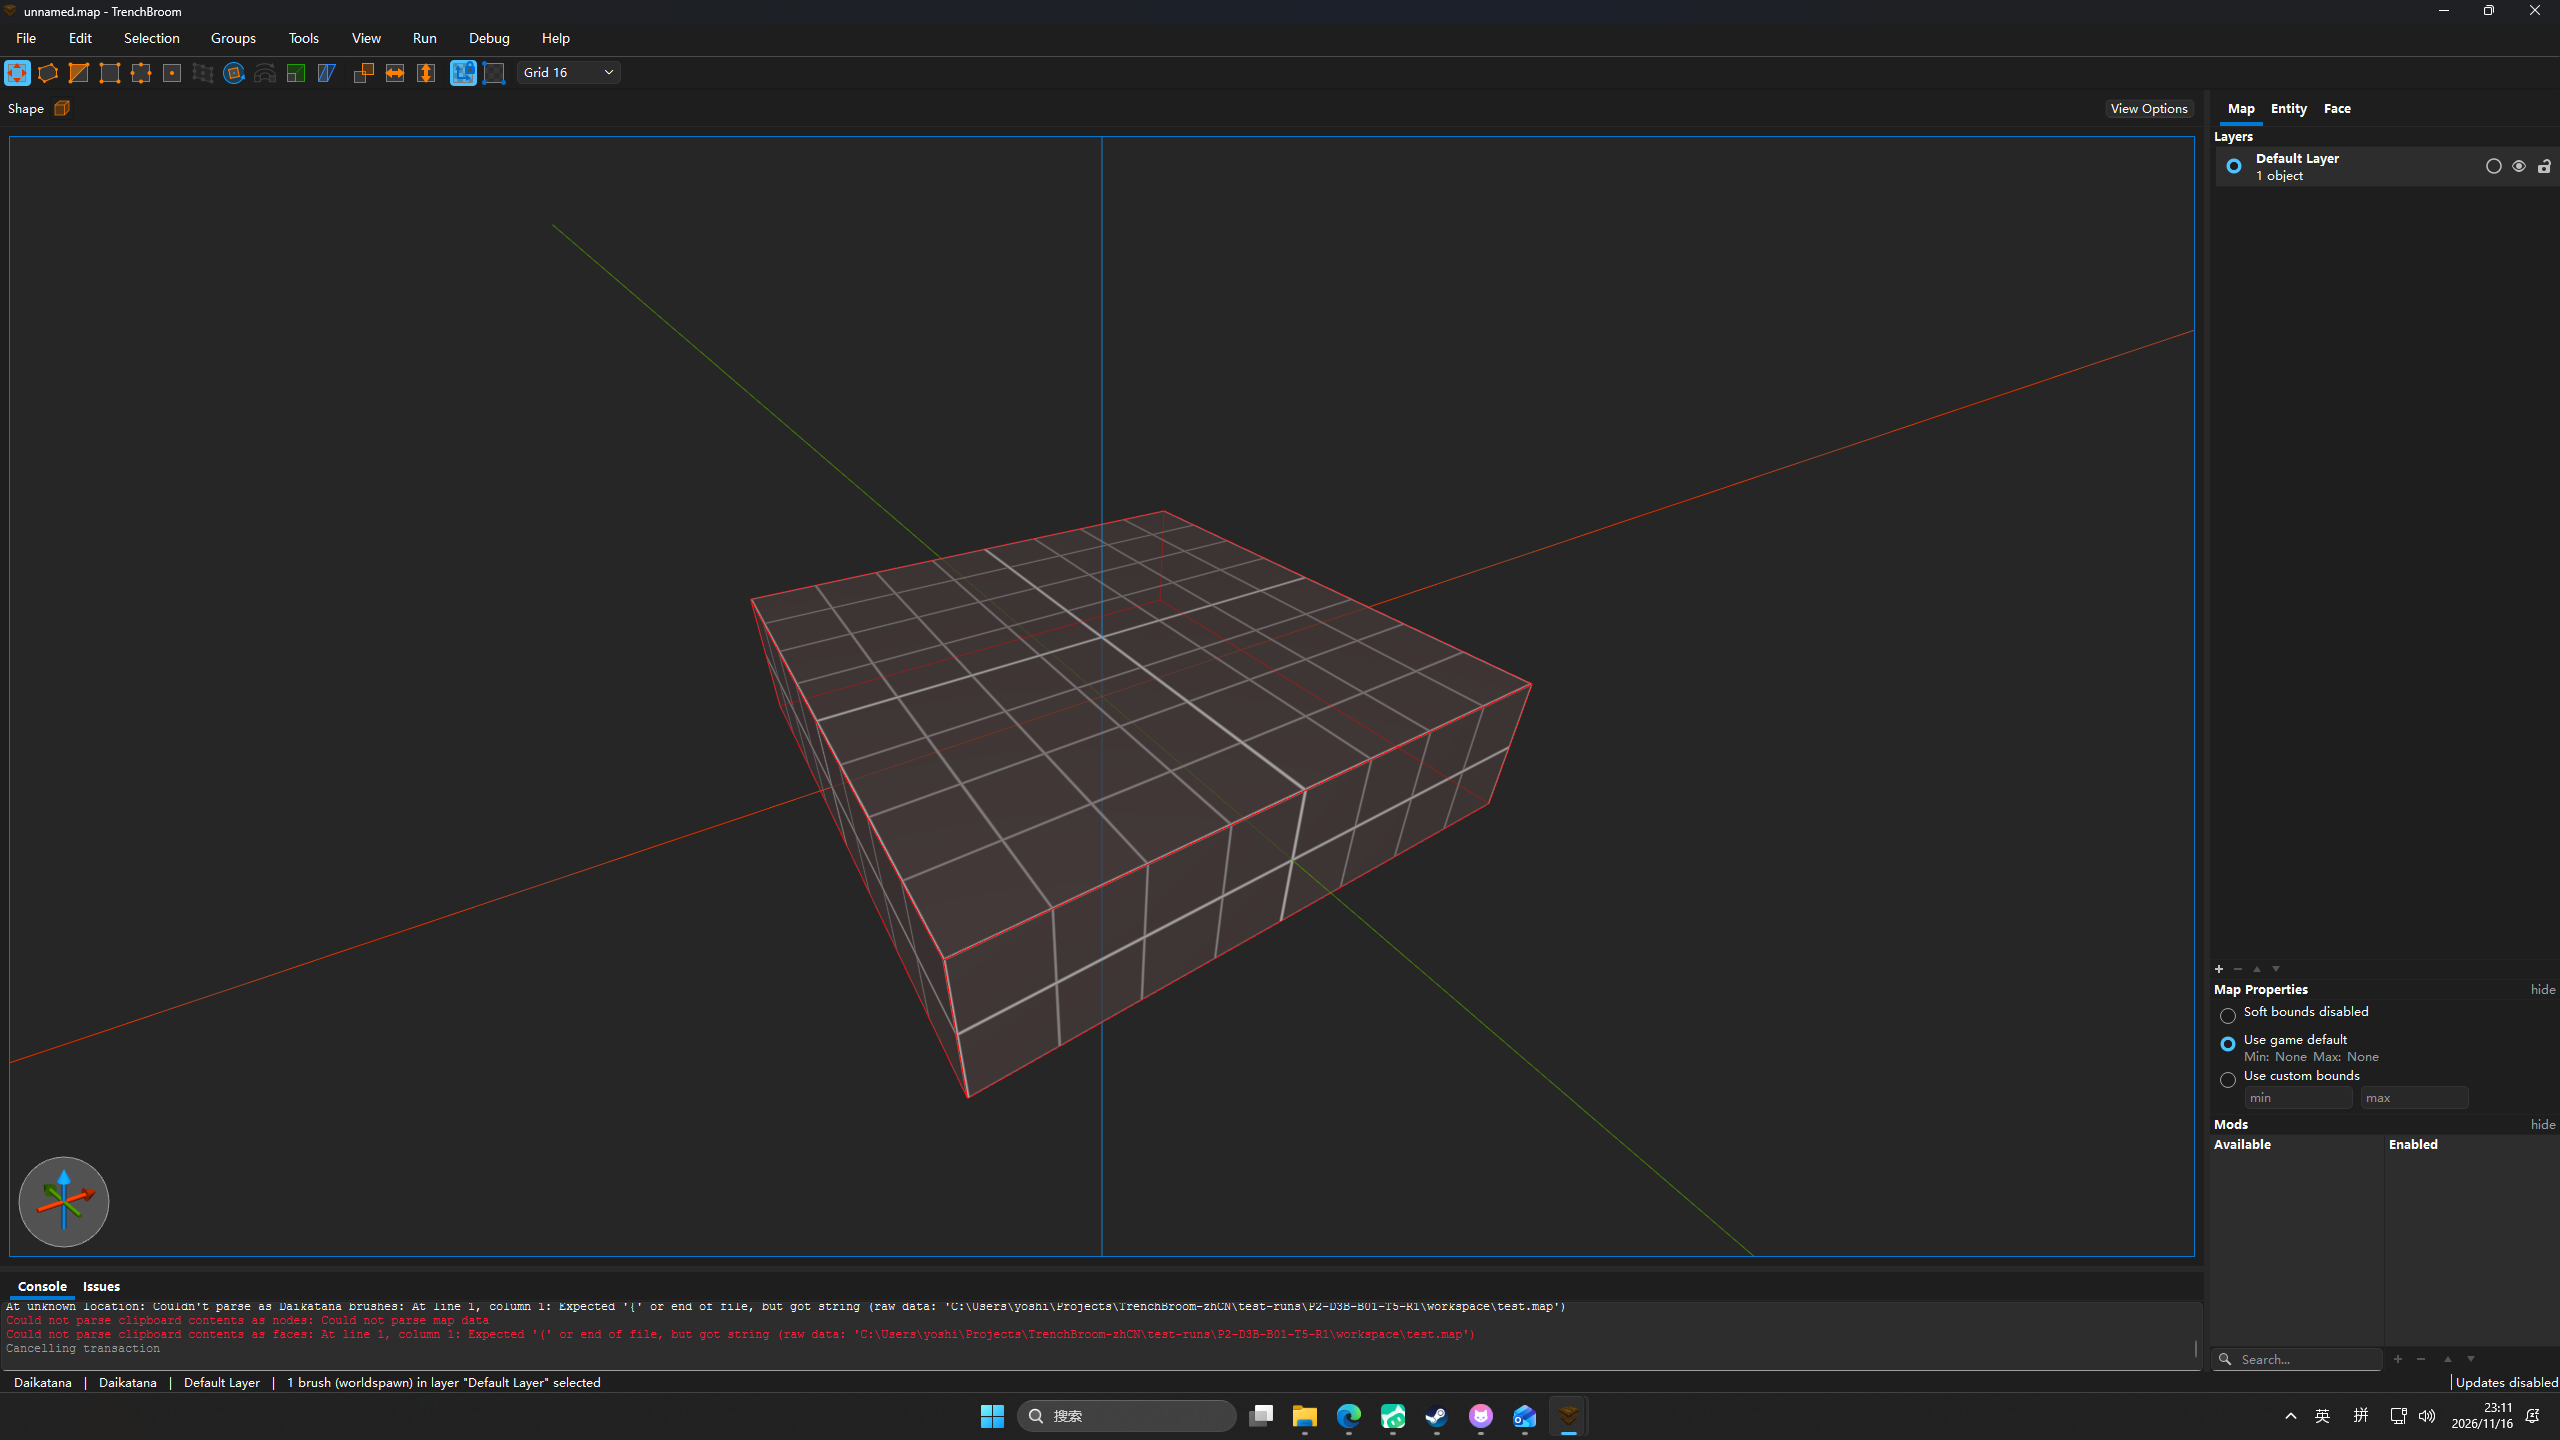 unnamed.map - TrenchBroom
File Edit Selection Groups Tools View Run Debug Help
Grid 16
Shape
View Options
Map Entity Face
Layers
Default Layer
1 object
Map Properties hide
Soft bounds disabled
Use game default
Min: None Max: None
Use custom bounds
min max
Mods hide
Available Enabled
Search...
Console Issues
At unknown location: Couldn't parse as Daikatana brushes: At line 1, column 1: Expected '{' or end of file, but got string (raw data: 'C:\Users\yoshi\Projects\TrenchBroom-zhCN\test-runs\P2-D3B-B01-T5-R1\workspace\test.map')
Could not parse clipboard contents as nodes: Could not parse map data
Could not parse clipboard contents as faces: At line 1, column 1: Expected '(' or end of file, but got string (raw data: 'C:\Users\yoshi\Projects\TrenchBroom-zhCN\test-runs\P2-D3B-B01-T5-R1\workspace\test.map')
Cancelling transaction
Daikatana | Daikatana | Default Layer | 1 brush (worldspawn) in layer "Default Layer" selected
Updates disabled
搜索
英 拼
23:11
2026/11/16